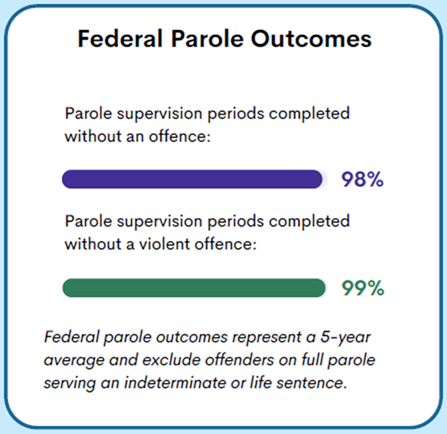 Federal Parole Outcomes
Parole supervision periods completed
without an offence:
98%
Parole supervision periods completed
without a violent offence:
99%
Federal parole outcomes represent a 5-year
average and exclude offenders on full parole
serving an indeterminate or life sentence.